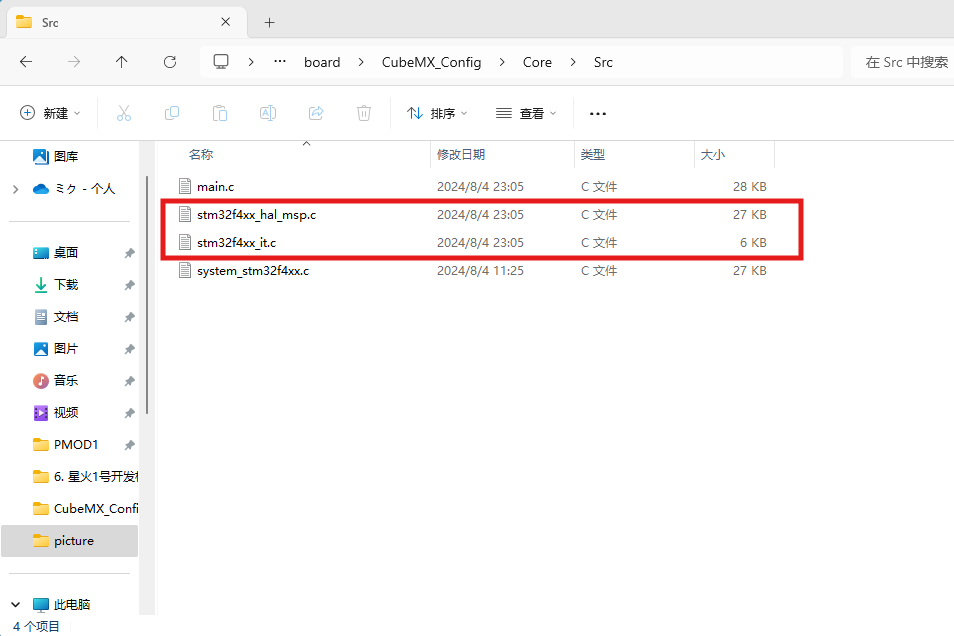 Src
board CubeMX_Config Core Src 在 Src 中搜索
新建 排序 查看
名称 修改日期 类型 大小
main.c 2024/8/4 23:05 C 文件 28 KB
stm32f4xx_hal_msp.c 2024/8/4 23:05 C 文件 27 KB
stm32f4xx_it.c 2024/8/4 23:05 C 文件 6 KB
system_stm32f4xx.c 2024/8/4 11:25 C 文件 27 KB
图库
ミク - 个人
桌面
下载
文档
图片
音乐
视频
PMOD1
6. 星火1号开发
CubeMX_Confi
picture
此电脑
4 个项目